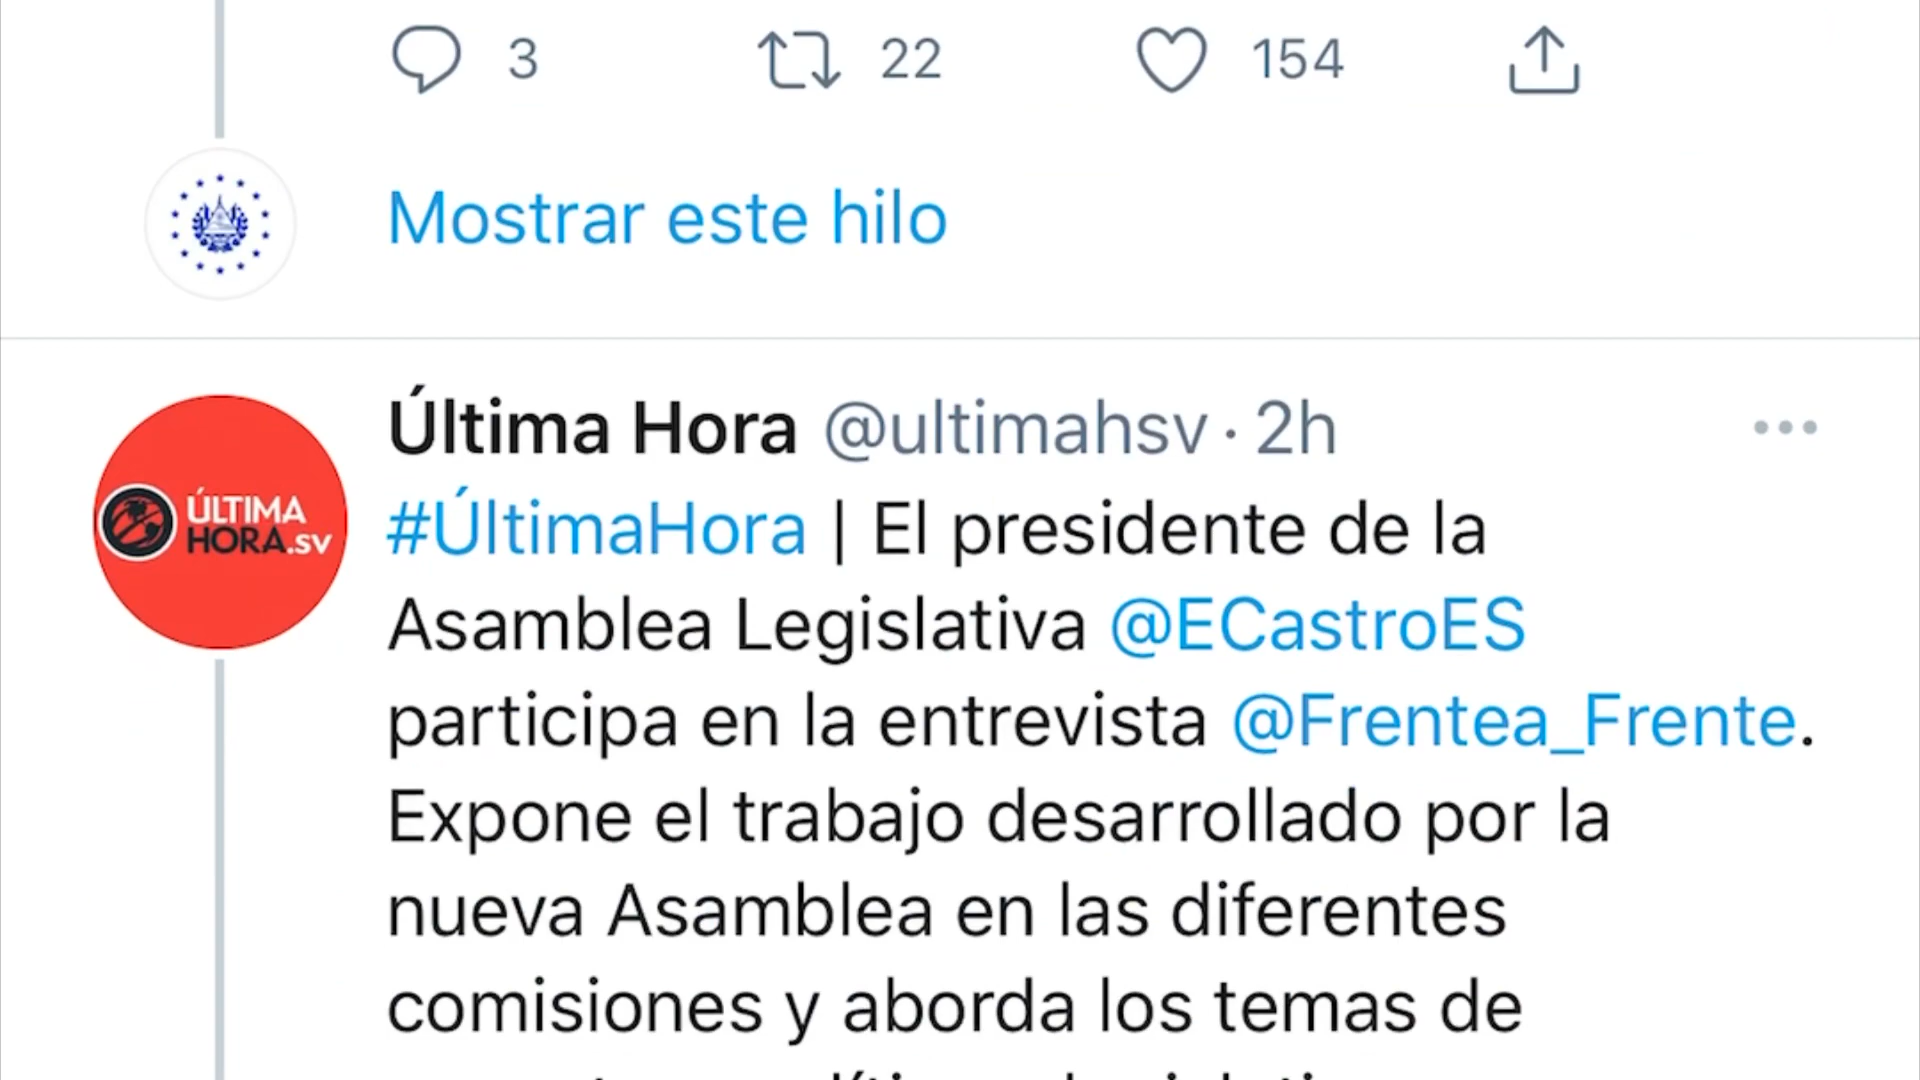 3 22 154
Mostrar este hilo
Última Hora @ultimahsv · 2h
ÚLTIMA
HORA.sv
#ÚltimaHora | El presidente de la
Asamblea Legislativa @ECastroES
participa en la entrevista @Frentea_Frente.
Expone el trabajo desarrollado por la
nueva Asamblea en las diferentes
comisiones y aborda los temas de